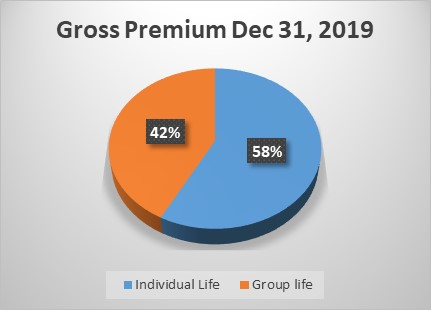 Gross Premium Dec 31, 2019
42%
58%
Individual Life
Group life